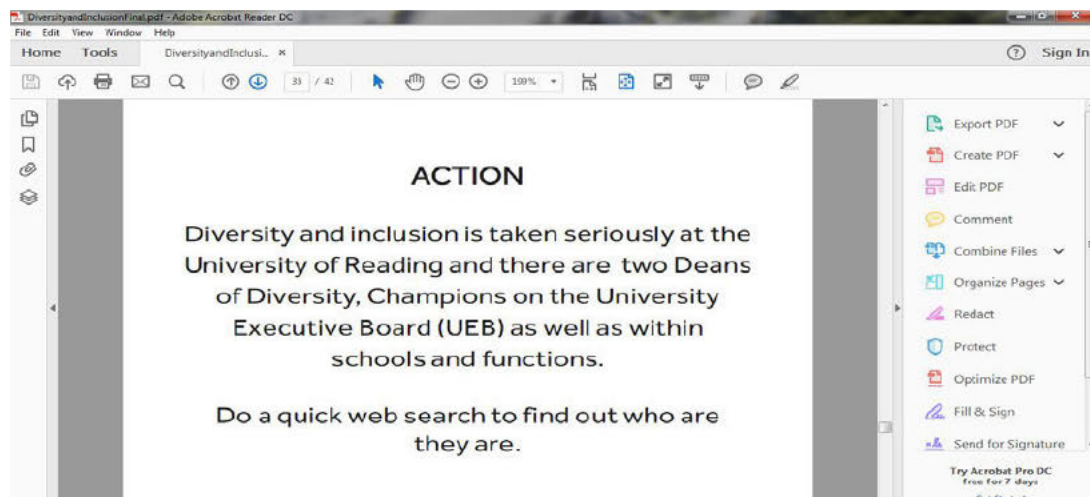 DiversityandInclusionFinal.pdf - Adobe Acrobat Reader DC
File Edit View Window Help
Home Tools DiversityandInclusi... × Sign In
33 / 42 199%
ACTION
Diversity and inclusion is taken seriously at the
University of Reading and there are two Deans
of Diversity, Champions on the University
Executive Board (UEB) as well as within
schools and functions.
Do a quick web search to find out who are
they are.
Export PDF
Create PDF
Edit PDF
Comment
Combine Files
Organize Pages
Redact
Protect
Optimize PDF
Fill & Sign
Send for Signature
Try Acrobat Pro DC
free for 7 days